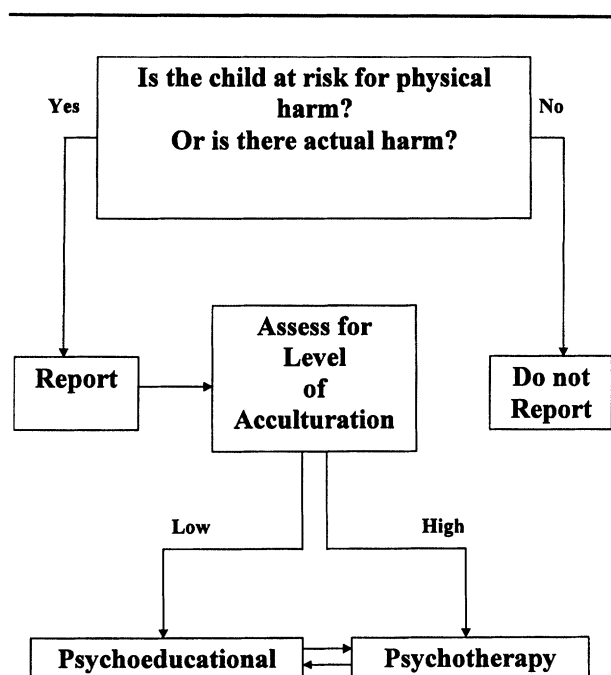 Is the child at risk for physical
harm?
Or is there actual harm?
Yes
No
Report
Assess for
Level
of
Acculturation
Do not
Report
Low
High
Psychoeducational
Psychotherapy